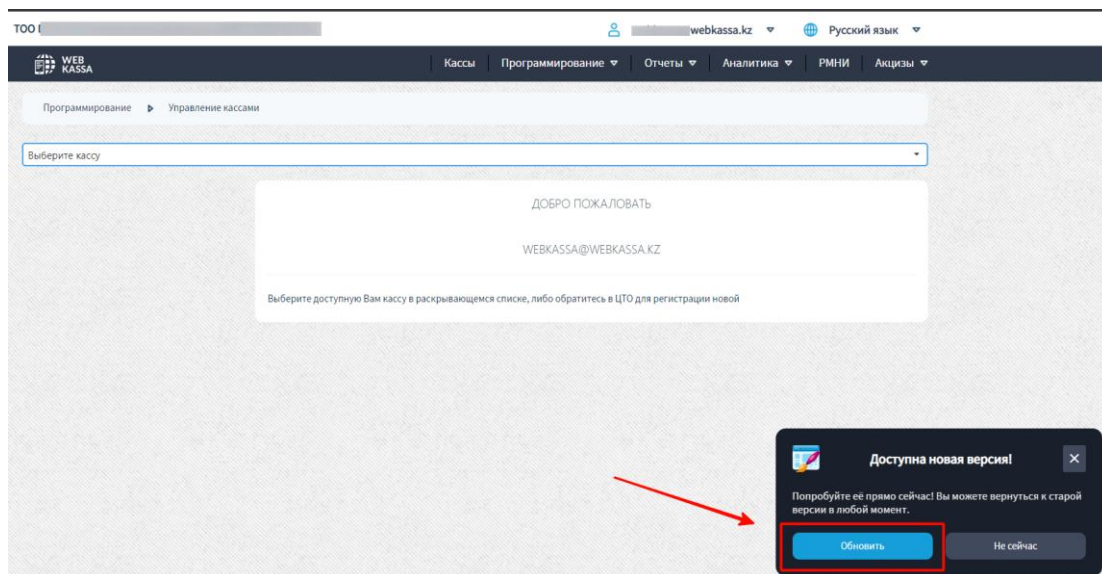 ТОО
webkassa.kz
Русский язык
WEB
KASSA
Кассы Программирование Отчеты Аналитика РМНИ Акцизы
Программирование Управление кассами
Выберите кассу
ДОБРО ПОЖАЛОВАТЬ
WEBKASSA@WEBKASSA.KZ
Выберите доступную Вам кассу в раскрывающемся списке, либо обратитесь в ЦТО для регистрации новой
Доступна новая версия!
Попробуйте её прямо сейчас! Вы можете вернуться к старой
версии в любой момент.
Обновить Не сейчас